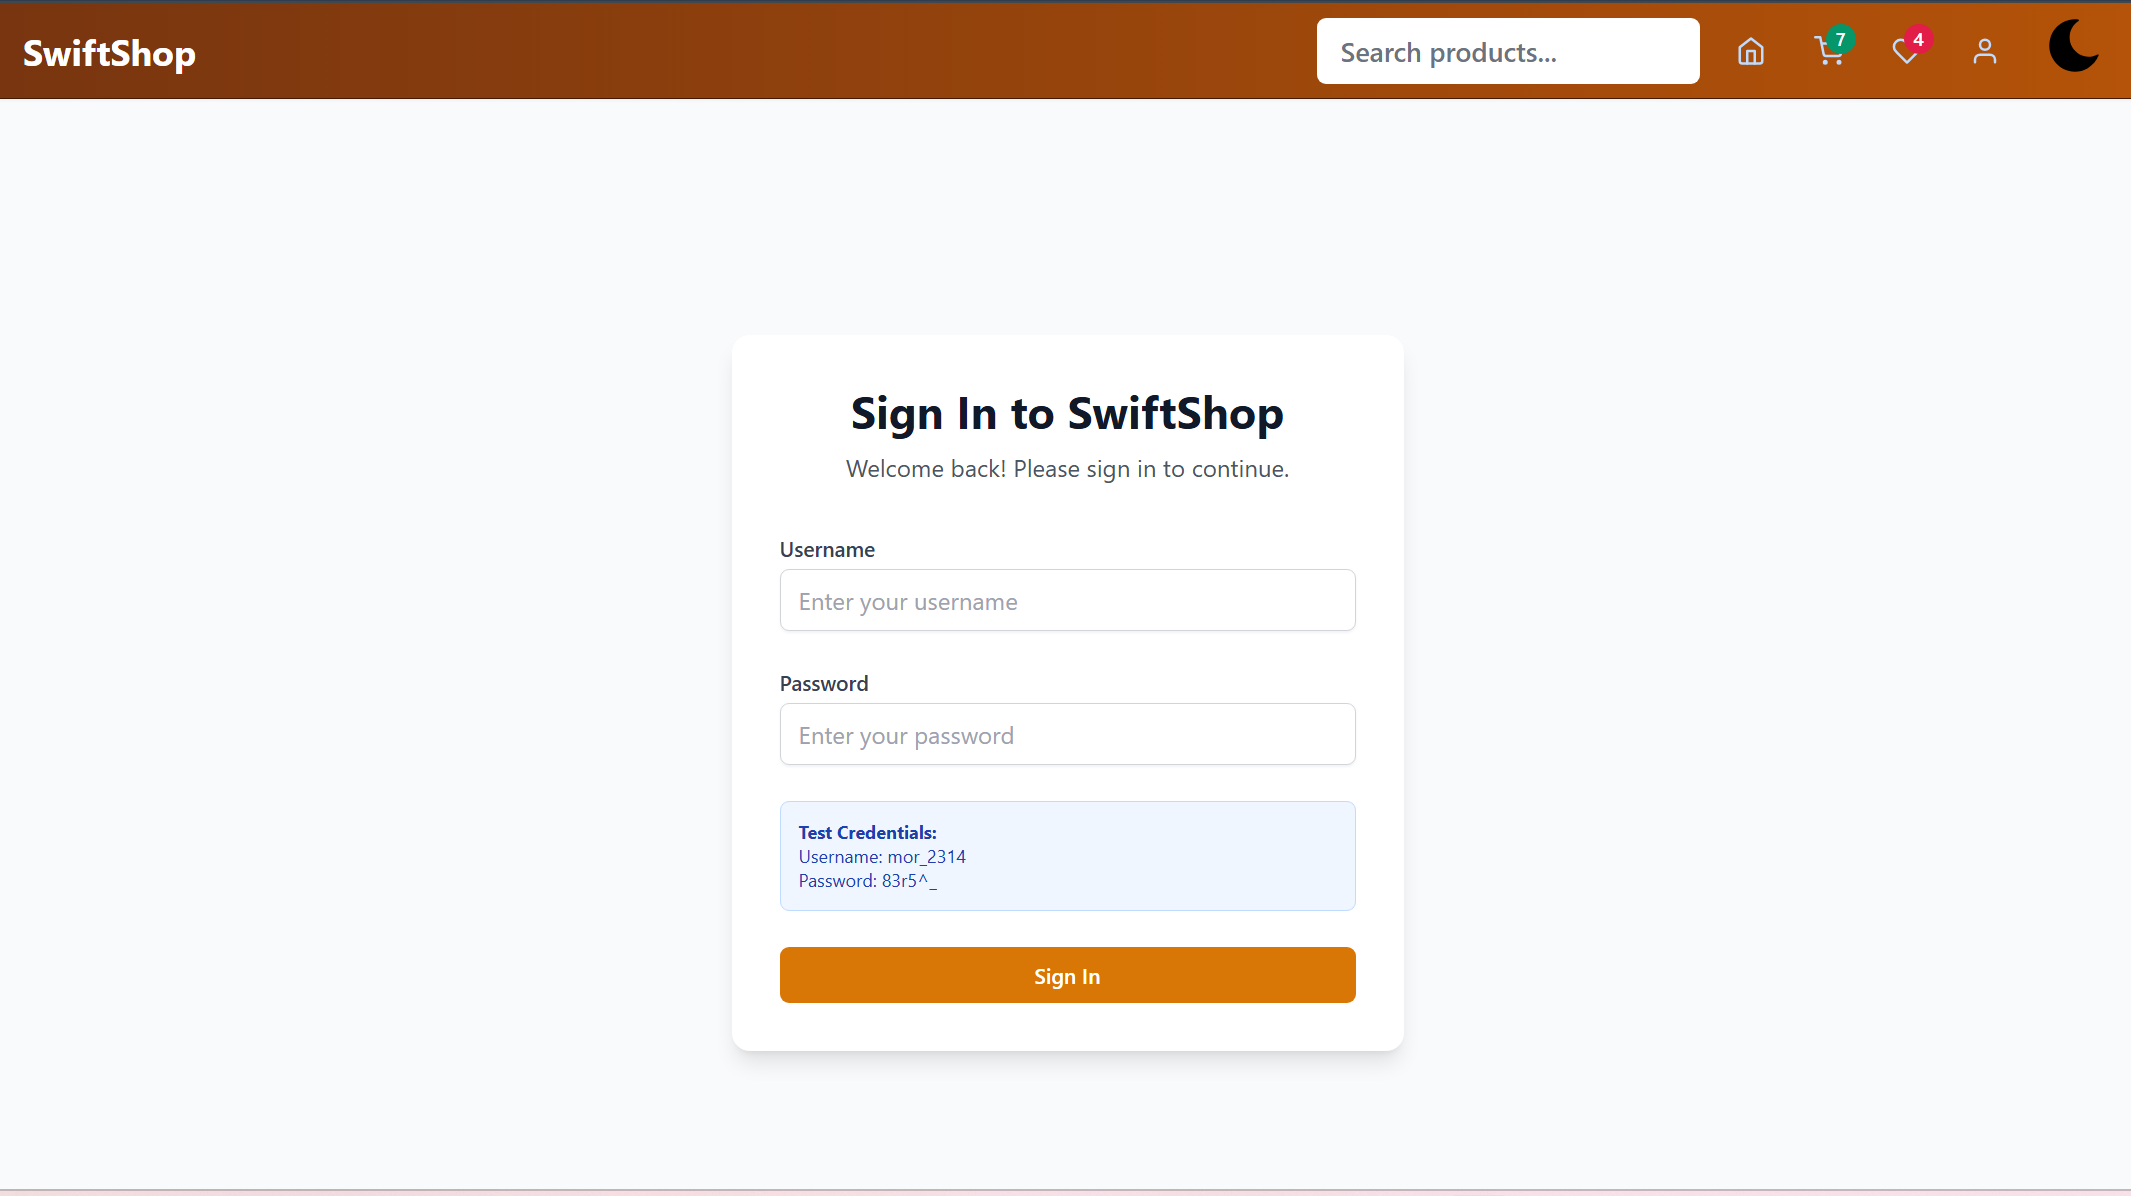 SwiftShop
Search products...
7
4
Sign In to SwiftShop
Welcome back! Please sign in to continue.
Username
Enter your username
Password
Enter your password
Test Credentials:
Username: mor_2314
Password: 83r5^_
Sign In